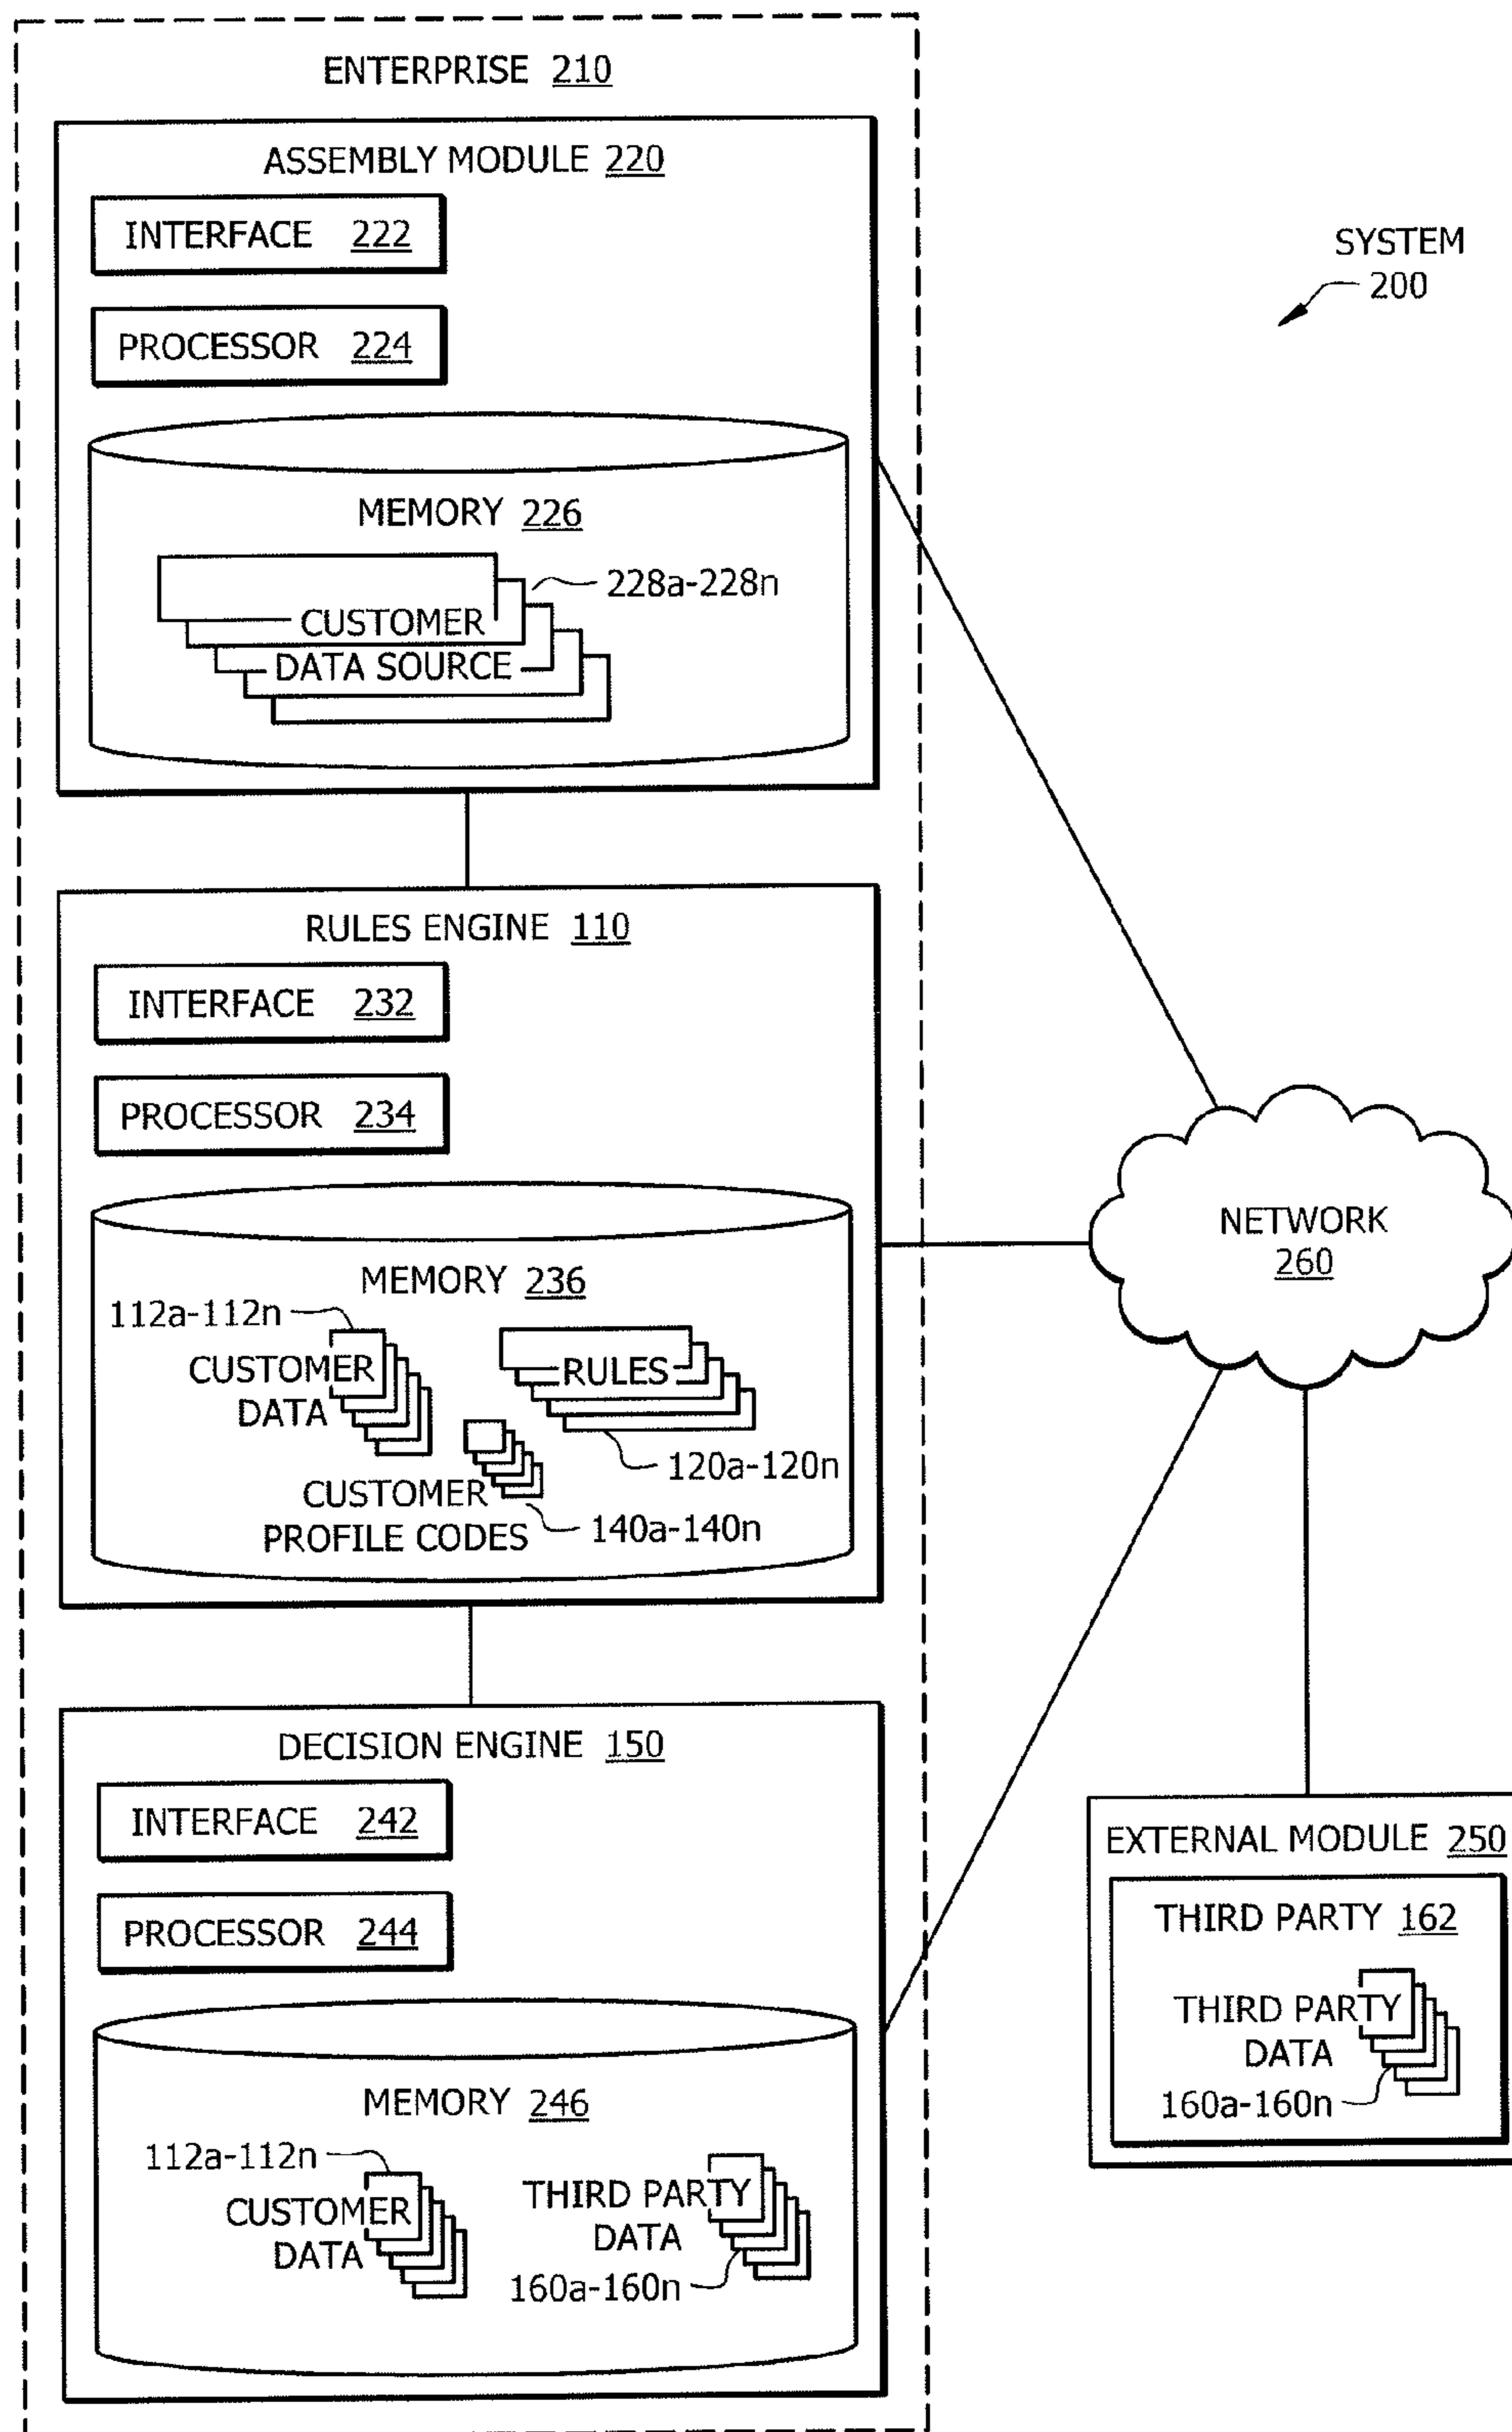 ENTERPRISE 210
ASSEMBLY MODULE 220
INTERFACE 222
PROCESSOR 224
MEMORY 226
228a-228n
CUSTOMER
DATA SOURCE
SYSTEM
200
RULES ENGINE 110
INTERFACE 232
PROCESSOR 234
MEMORY 236
112a-112n
CUSTOMER
DATA
RULES
120a-120n
CUSTOMER
PROFILE CODES
140a-140n
NETWORK
260
DECISION ENGINE 150
INTERFACE 242
PROCESSOR 244
MEMORY 246
112a-112n
CUSTOMER
DATA
THIRD PARTY
DATA
160a-160n
EXTERNAL MODULE 250
THIRD PARTY 162
THIRD PARTY
DATA
160a-160n